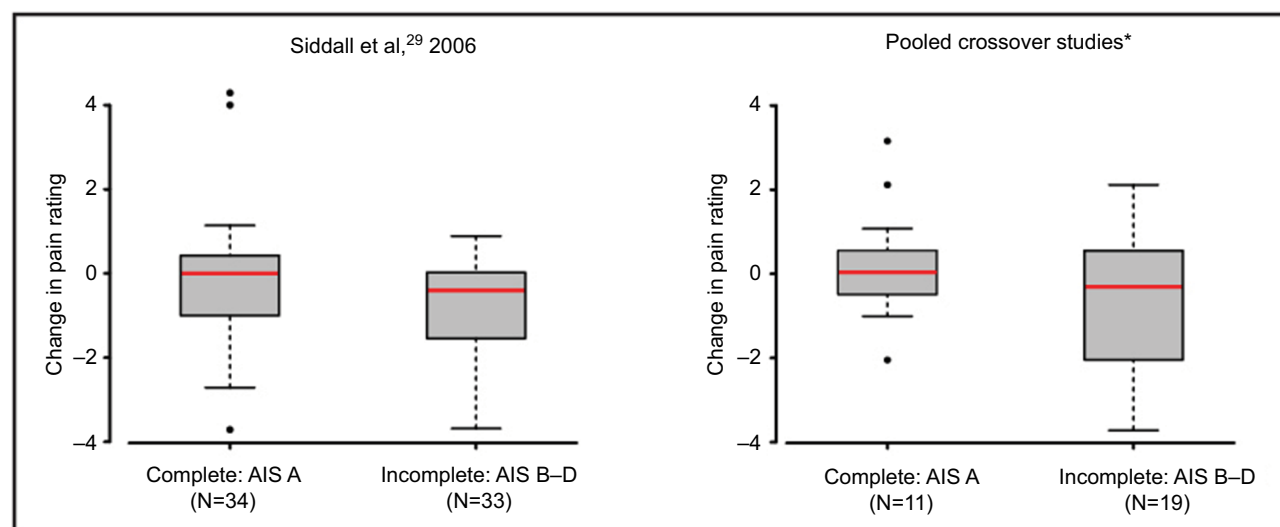 Siddall et al,²⁹ 2006
Change in pain rating
4
2
0
–2
–4
Complete: AIS A
(N=34)
Incomplete: AIS B–D
(N=33)
Pooled crossover studies*
Change in pain rating
4
2
0
–2
–4
Complete: AIS A
(N=11)
Incomplete: AIS B–D
(N=19)